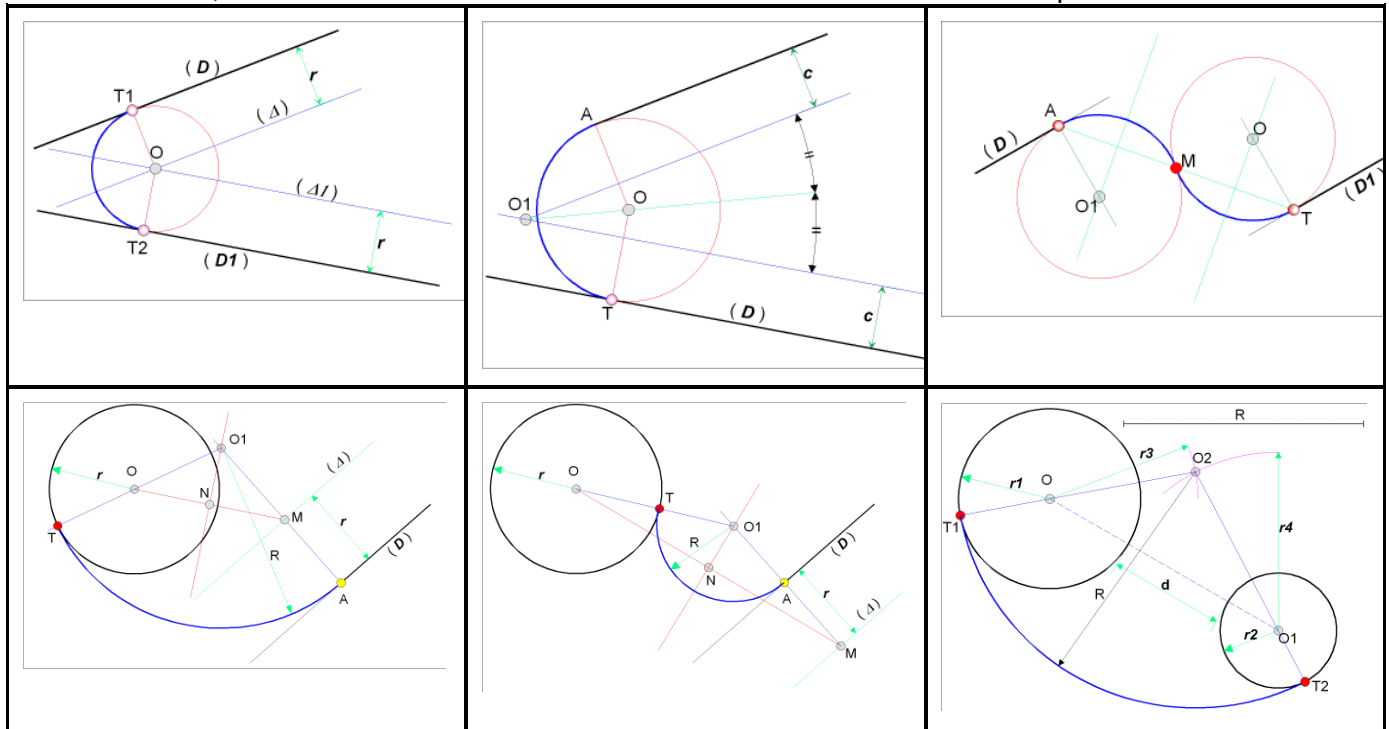 (D)
r
T1
(Δ)
O
(Δ1)
r
T2
(D1)
c
A
=
O1
O
=
T
(D)
c
A
(D)
O
M
O1
T
(D1)
r
O
O1
(Δ)
N
M
r
T
R
(D)
A
r
O
T
O1
(D)
R
N
A
r
(Δ)
M
R
r3
O2
r1
O
T1
r4
R
d
r2
O1
T2